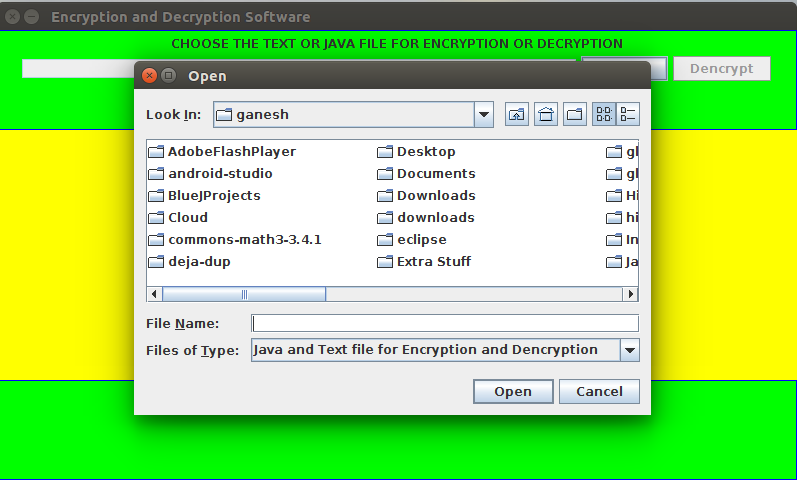 Encryption and Decryption Software
CHOOSE THE TEXT OR JAVA FILE FOR ENCRYPTION OR DECRYPTION
Dencrypt
Open
Look In: ganesh
AdobeFlashPlayer Desktop gl
android-studio Documents gl
BlueJProjects Downloads Hi
Cloud downloads hi
commons-math3-3.4.1 eclipse In
deja-dup Extra Stuff Ja
File Name:
Files of Type: Java and Text file for Encryption and Dencryption
Open Cancel